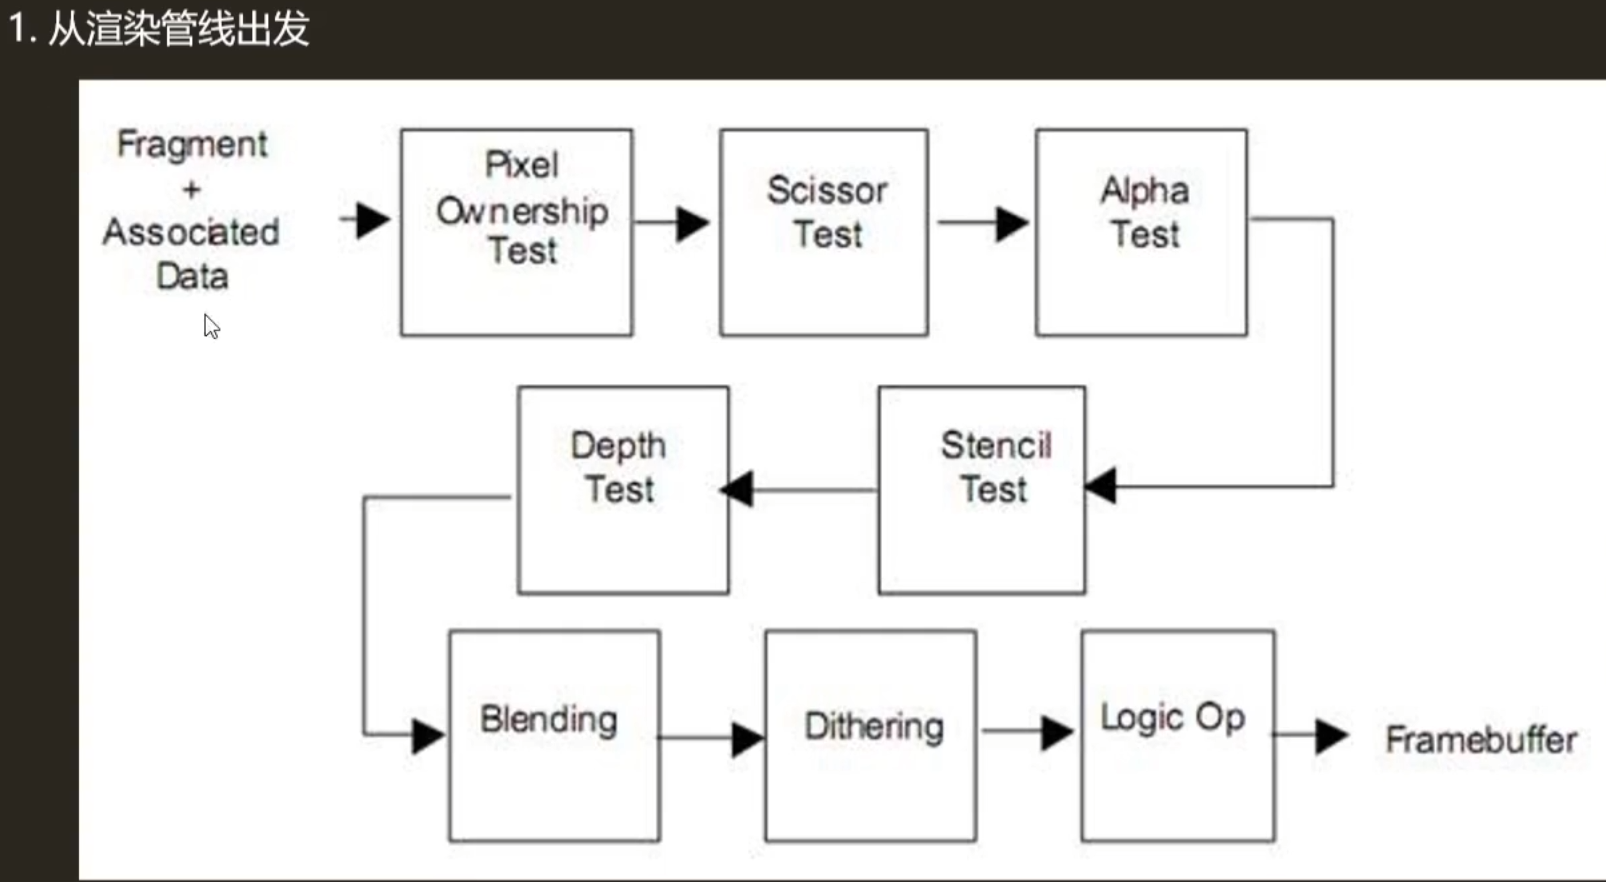 1. 从渲染管线出发
Fragment
+
Associated
Data
Pixel
Ownership
Test
Scissor
Test
Alpha
Test
Depth
Test
Stencil
Test
Blending
Dithering
Logic Op
Framebuffer